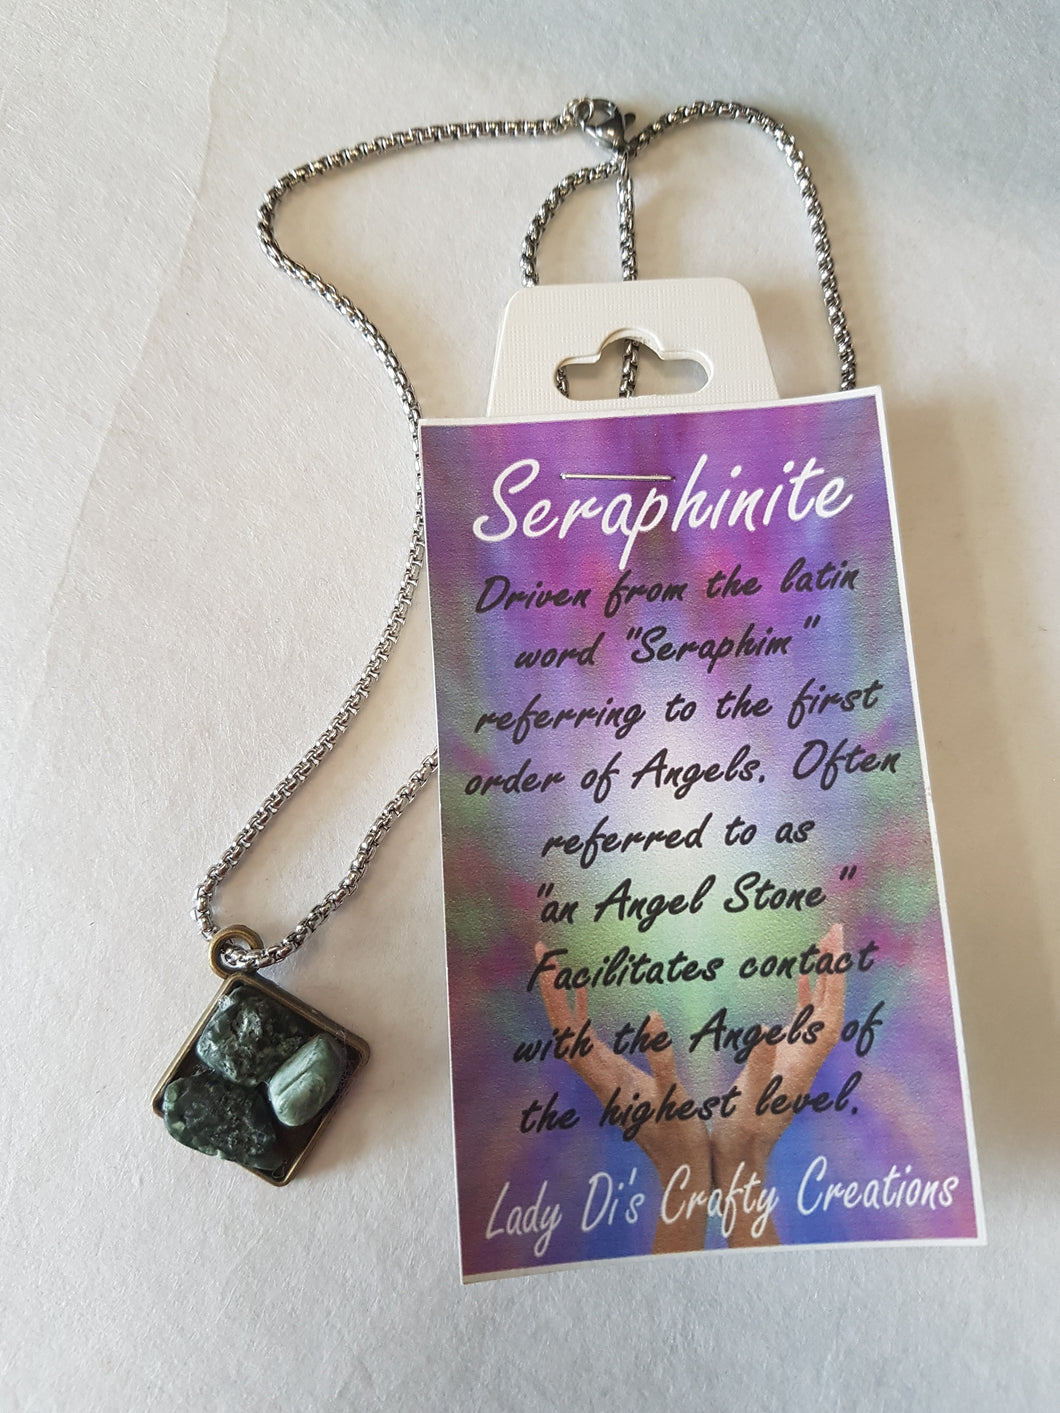 Seraphinite
Driven from the latin
word "Seraphim"
referring to the first
order of Angels. Often
referred to as
"an Angel Stone"
Facilitates contact
with the Angels of
the highest level.
Lady Di's Crafty Creations